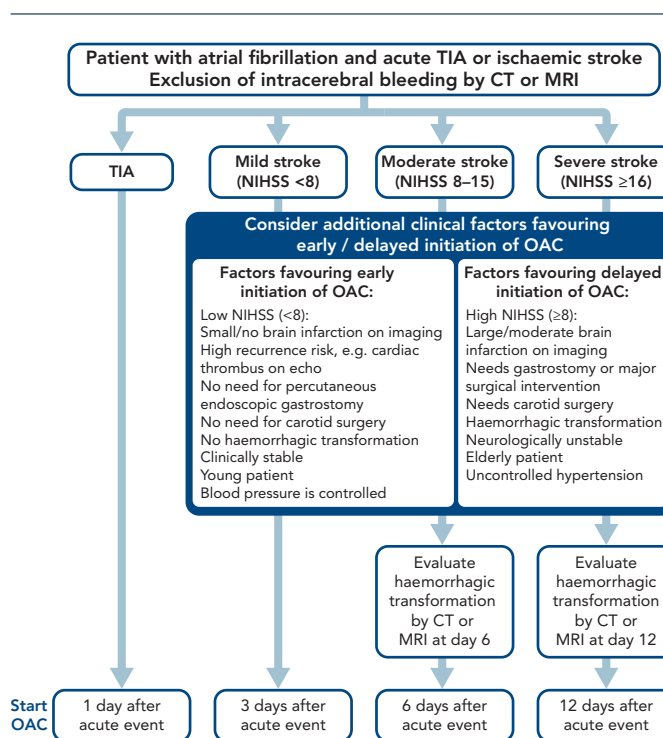 Patient with atrial fibrillation and acute TIA or ischaemic stroke
Exclusion of intracerebral bleeding by CT or MRI
TIA
Mild stroke
(NIHSS <8)
Moderate stroke
(NIHSS 8–15)
Severe stroke
(NIHSS ≥16)
Consider additional clinical factors favouring
early / delayed initiation of OAC
Factors favouring early
initiation of OAC:
Low NIHSS (<8):
Small/no brain infarction on imaging
High recurrence risk, e.g. cardiac
thrombus on echo
No need for percutaneous
endoscopic gastrostomy
No need for carotid surgery
No haemorrhagic transformation
Clinically stable
Young patient
Blood pressure is controlled
Factors favouring delayed
initiation of OAC:
High NIHSS (≥8):
Large/moderate brain
infarction on imaging
Needs gastrostomy or major
surgical intervention
Needs carotid surgery
Haemorrhagic transformation
Neurologically unstable
Elderly patient
Uncontrolled hypertension
Evaluate
haemorrhagic
transformation
by CT or
MRI at day 6
Evaluate
haemorrhagic
transformation
by CT or
MRI at day 12
Start
OAC
1 day after
acute event
3 days after
acute event
6 days after
acute event
12 days after
acute event